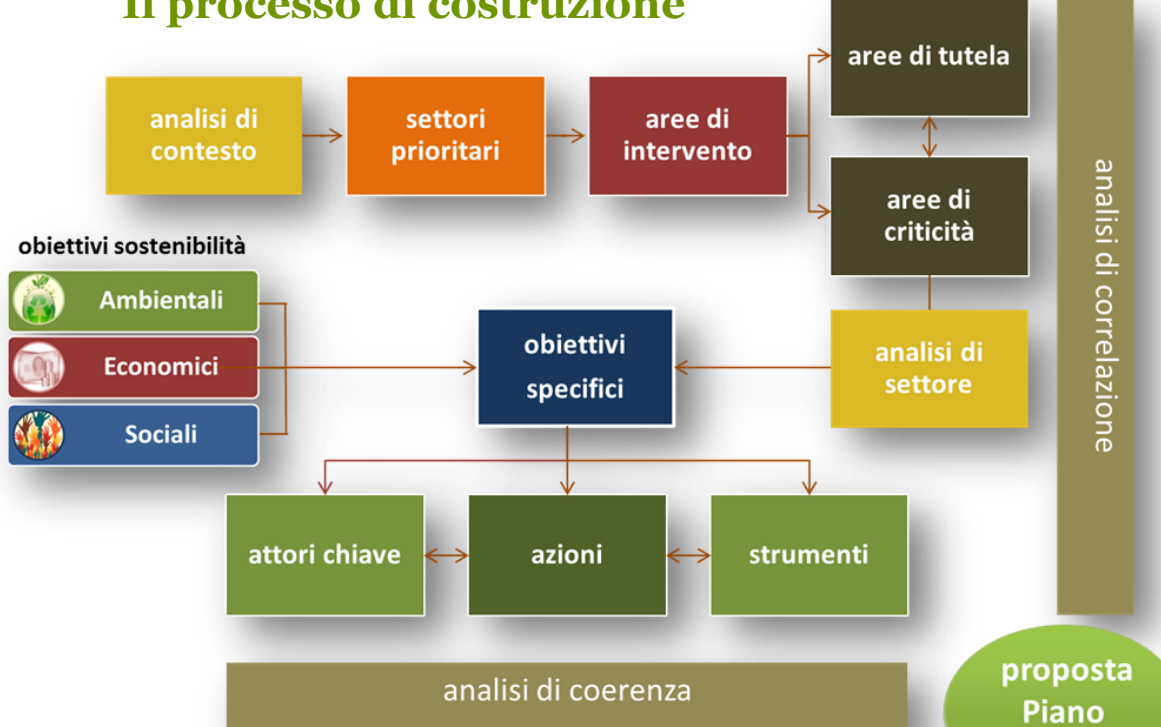 Il processo di costruzione
aree di tutela
analisi di
contesto
settori
prioritari
aree di
intervento
aree di
criticità
analisi di correlazione
obiettivi sostenibilità
Ambientali
Economici
Sociali
obiettivi
specifici
analisi di
settore
attori chiave
azioni
strumenti
analisi di coerenza
proposta
Piano